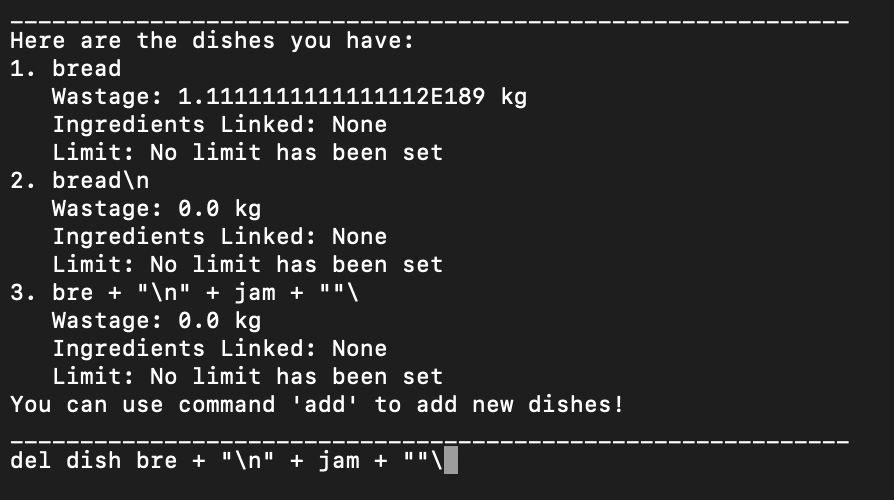 ____________________________________________________________
Here are the dishes you have:
1. bread
   Wastage: 1.1111111111111112E189 kg
   Ingredients Linked: None
   Limit: No limit has been set
2. bread\n
   Wastage: 0.0 kg
   Ingredients Linked: None
   Limit: No limit has been set
3. bre + "\n" + jam + ""\
   Wastage: 0.0 kg
   Ingredients Linked: None
   Limit: No limit has been set
You can use command 'add' to add new dishes!
____________________________________________________________
del dish bre + "\n" + jam + ""\